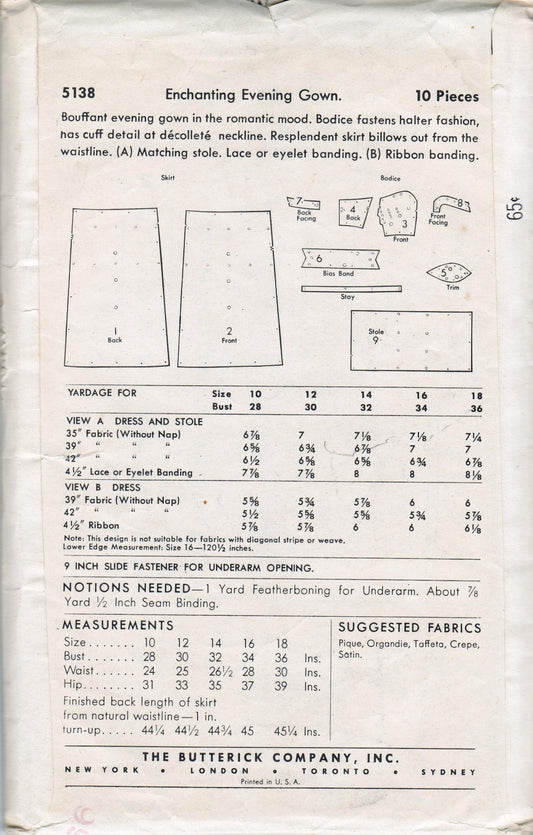 5138 Enchanting Evening Gown. 10 Pieces
Bouffant evening gown in the romantic mood. Bodice fastens halter fashion,
has cuff detail at décolleté neckline. Resplendent skirt billows out from the
waistline. (A) Matching stole. Lace or eyelet banding. (B) Ribbon banding.
65¢
Skirt Bodice
7 Back Facing
4 Back
3 Front
8 Front Facing
6 Bias Band
5 Trim
Stay
1 Back
2 Front
Stole 9
YARDAGE FOR Size 10 12 14 16 18
Bust 28 30 32 34 36
VIEW A DRESS AND STOLE
35" Fabric (Without Nap) 6⅞ 7 7⅛ 7⅛ 7¼
39" " " " 6⅝ 6¾ 6⅞ 7 7
42" " " " 6½ 6⅝ 6⅝ 6¾ 6⅞
4½" Lace or Eyelet Banding 7⅞ 7⅞ 8 8 8⅛
VIEW B DRESS
39" Fabric (Without Nap) 5⅝ 5¾ 5⅞ 6 6
42" " " " 5½ 5⅝ 5⅝ 5¾ 5⅞
4½" Ribbon 5⅞ 5⅞ 6 6 6⅛
Note: This design is not suitable for fabrics with diagonal stripe or weave.
Lower Edge Measurement: Size 16—120½ inches.
9 INCH SLIDE FASTENER FOR UNDERARM OPENING.
NOTIONS NEEDED—1 Yard Featherboning for Underarm. About ⅞
Yard ½ Inch Seam Binding.
MEASUREMENTS
Size....... 10 12 14 16 18
Bust....... 28 30 32 34 36 Ins.
Waist...... 24 25 26½ 28 30 Ins.
Hip........ 31 33 35 37 39 Ins.
Finished back length of skirt
from natural waistline—1 in.
turn-up..... 44¼ 44½ 44¾ 45 45¼ Ins.
SUGGESTED FABRICS
Pique, Organdie, Taffeta, Crepe,
Satin.
THE BUTTERICK COMPANY, INC.
NEW YORK • LONDON • TORONTO • SYDNEY
Printed in U. S. A.